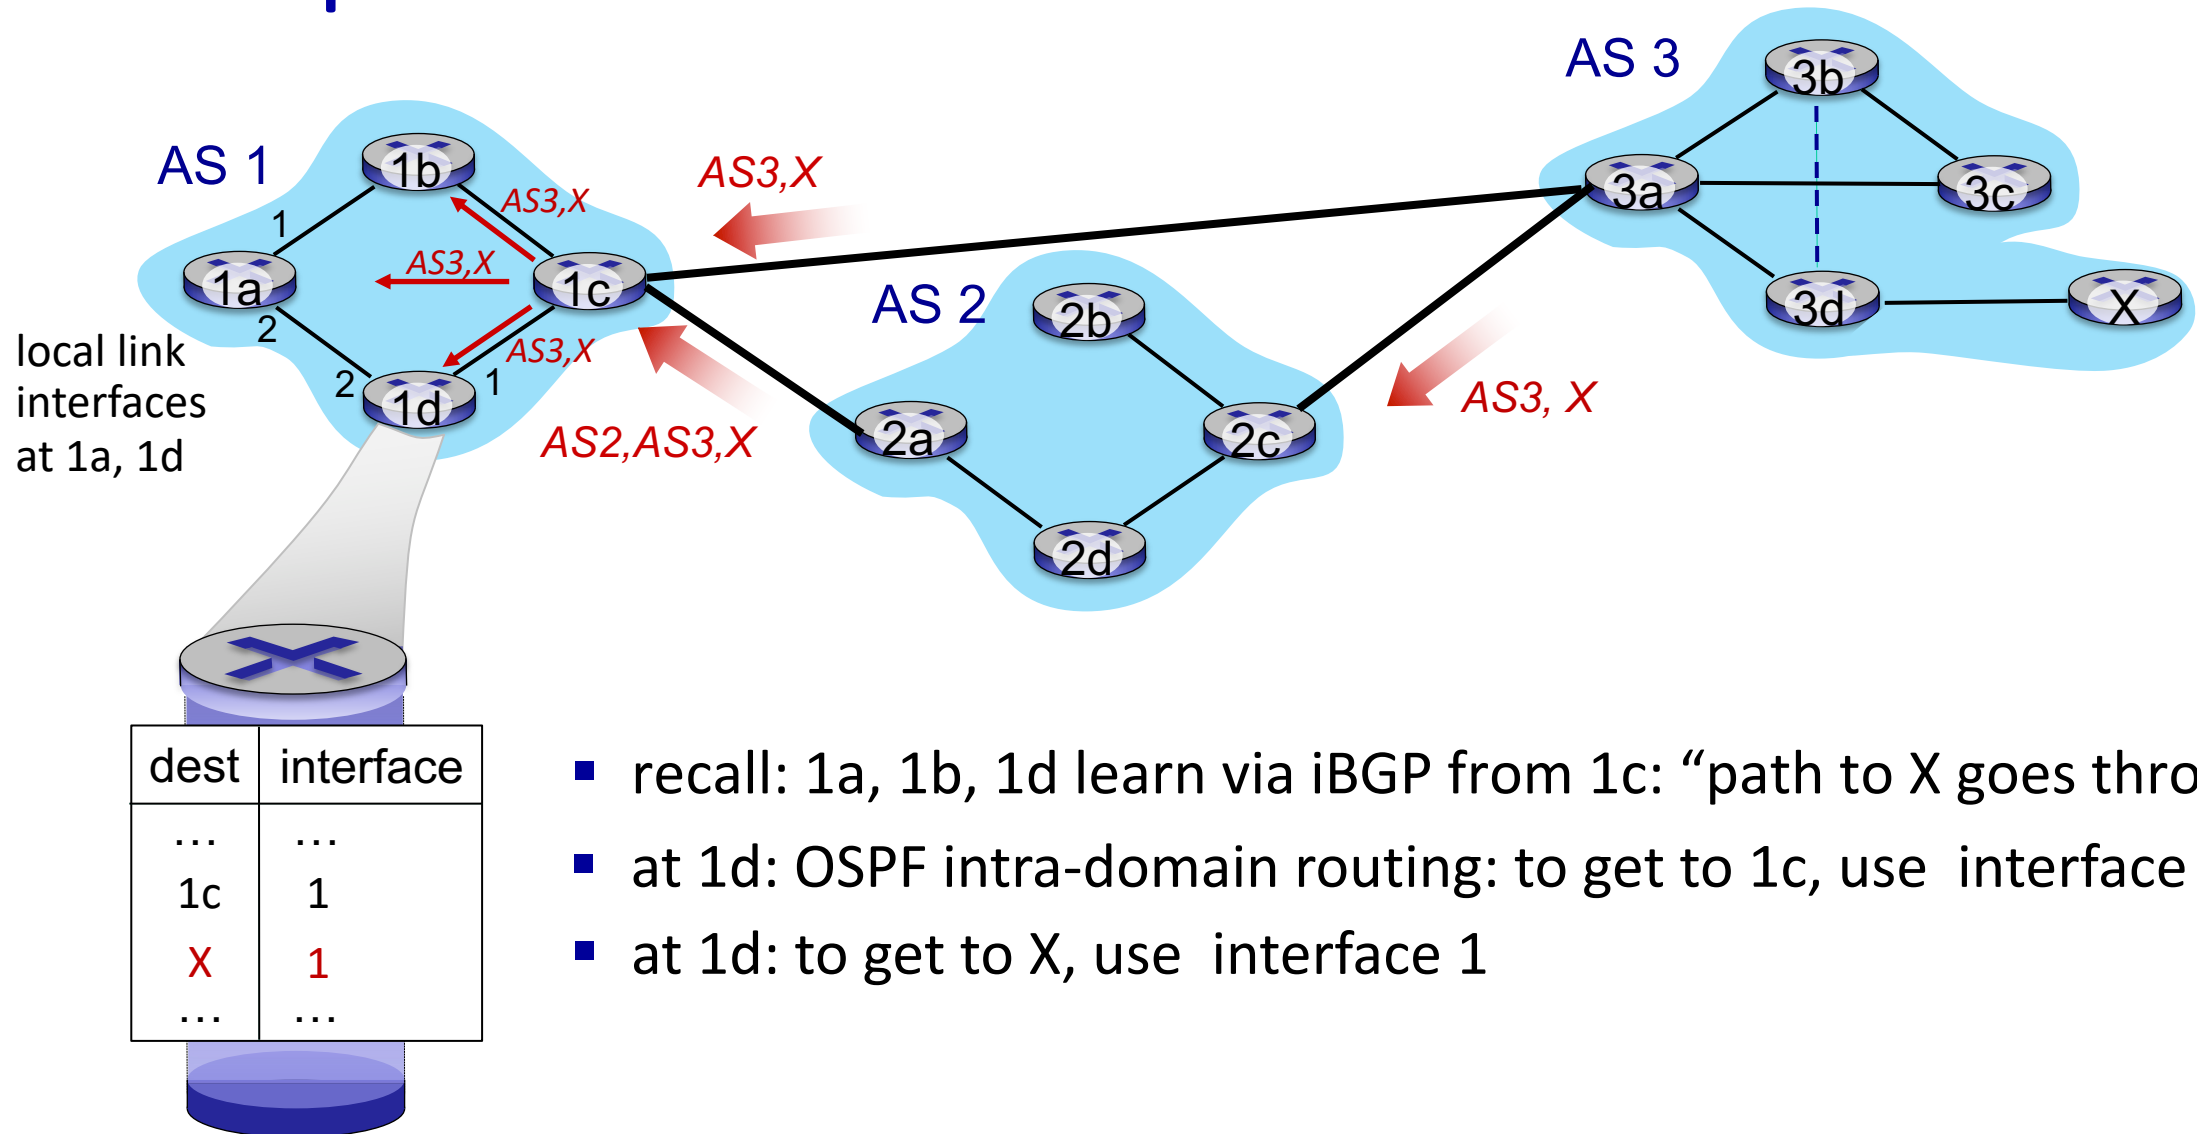 AS 3
3b
AS 1
1b
AS3,X
3a
3c
AS3,X
1
AS3,X
1a
1c
AS 2
2b
3d
X
2
local link
interfaces
at 1a, 1d
AS3,X
2
1
1d
AS3, X
AS2,AS3,X
2a
2c
2d
dest interface
… …
1c 1
X 1
… …
▪ recall: 1a, 1b, 1d learn via iBGP from 1c: “path to X goes thro
▪ at 1d: OSPF intra-domain routing: to get to 1c, use interface
▪ at 1d: to get to X, use interface 1